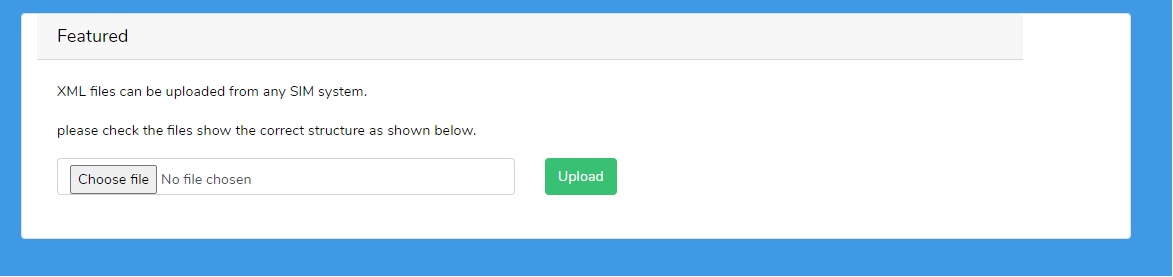 Featured
XML files can be uploaded from any SIM system.
please check the files show the correct structure as shown below.
Choose file No file chosen
Upload